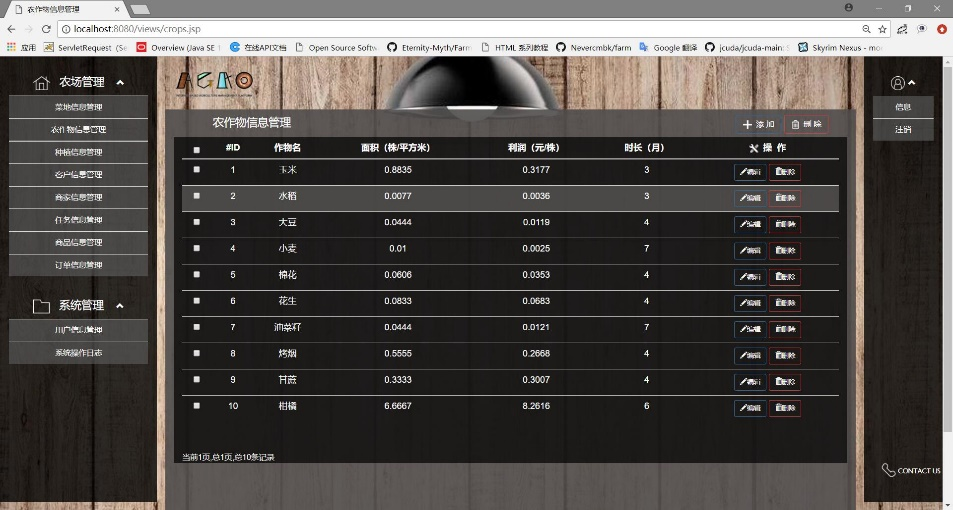 农作物信息管理
localhost:8080/views/crops.jsp
应用 ServletRequest (Se Overview (Java SE 在线API文档 Open Source Softw Eternity-Myth/Farm HTML 系列教程 Nevercmbk/farm Google 翻译 jcuda/jcuda-main: Skyrim Nexus - mo
农场管理
菜地信息管理
农作物信息管理
种植信息管理
客户信息管理
商家信息管理
任务信息管理
商品信息管理
订单信息管理
系统管理
用户信息管理
系统操作日志
农作物信息管理
添加 删除
#ID 作物名 面积（株/平方米） 利润（元/株） 时长（月） 操 作
1 玉米 0.8835 0.3177 3 编辑 删除
2 水稻 0.0077 0.0036 3 编辑 删除
3 大豆 0.0444 0.0119 4 编辑 删除
4 小麦 0.01 0.0025 7 编辑 删除
5 棉花 0.0606 0.0353 4 编辑 删除
6 花生 0.0833 0.0683 4 编辑 删除
7 油菜籽 0.0444 0.0121 7 编辑 删除
8 烤烟 0.5555 0.2668 4 编辑 删除
9 甘蔗 0.3333 0.3007 4 编辑 删除
10 柑橘 6.6667 8.2616 6 编辑 删除
当前1页,总1页,总10条记录
信息
注销
CONTACT US